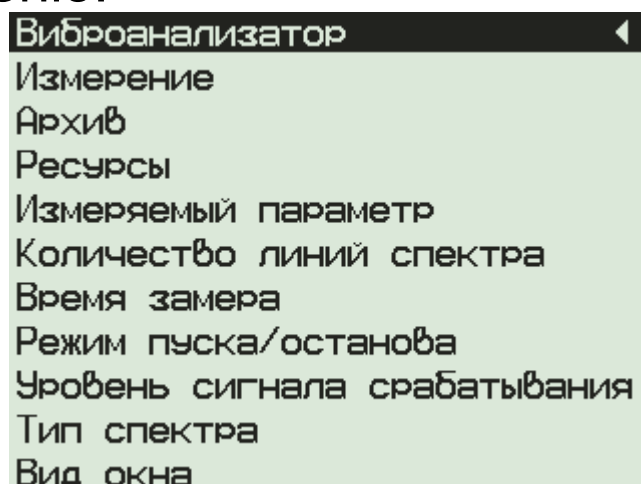 Виброанализатор
Измерение
Архив
Ресурсы
Измеряемый параметр
Количество линий спектра
Время замера
Режим пуска/останова
Уровень сигнала срабатывания
Тип спектра
Вид окна